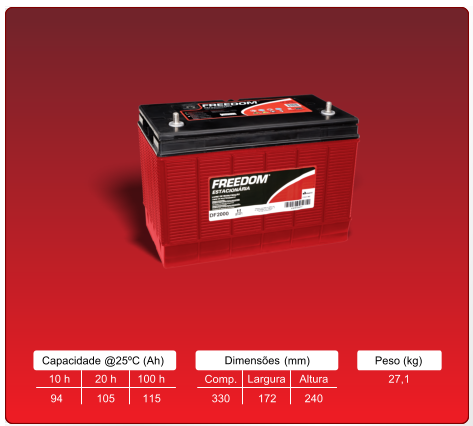 FREEDOM
FREEDOM
ESTACIONÁRIA
DF2000
Capacidade @25ºC (Ah)
10 h 20 h 100 h
94 105 115
Dimensões (mm)
Comp. Largura Altura
330 172 240
Peso (kg)
27,1